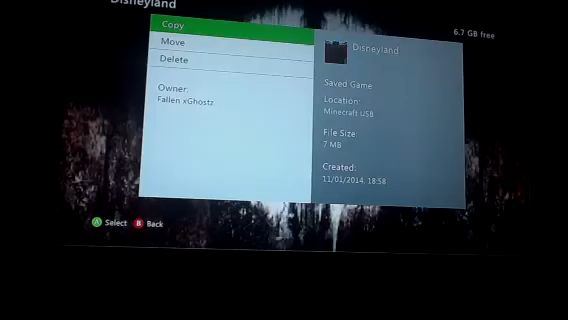 Disneyland
6.7 GB free
Copy
Move
Delete
Owner:
Fallen xGhostz
Disneyland
Saved Game
Location:
Minecraft USB
File Size
7 MB
Created:
11/01/2014, 18:58
A Select B Back